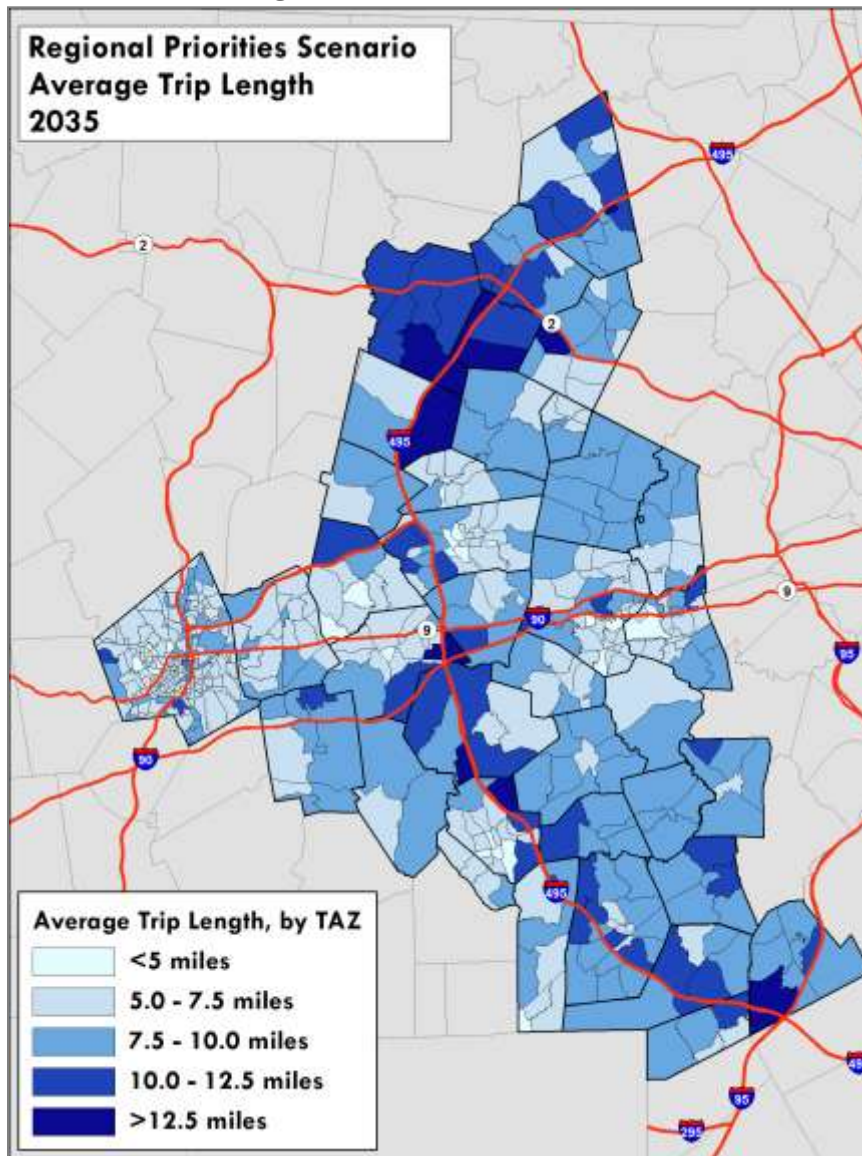 Regional Priorities Scenario
Average Trip Length
2035
495
2
2
495
9
90
9
95
90
495
495
95
295
Average Trip Length, by TAZ
<5 miles
5.0 - 7.5 miles
7.5 - 10.0 miles
10.0 - 12.5 miles
>12.5 miles